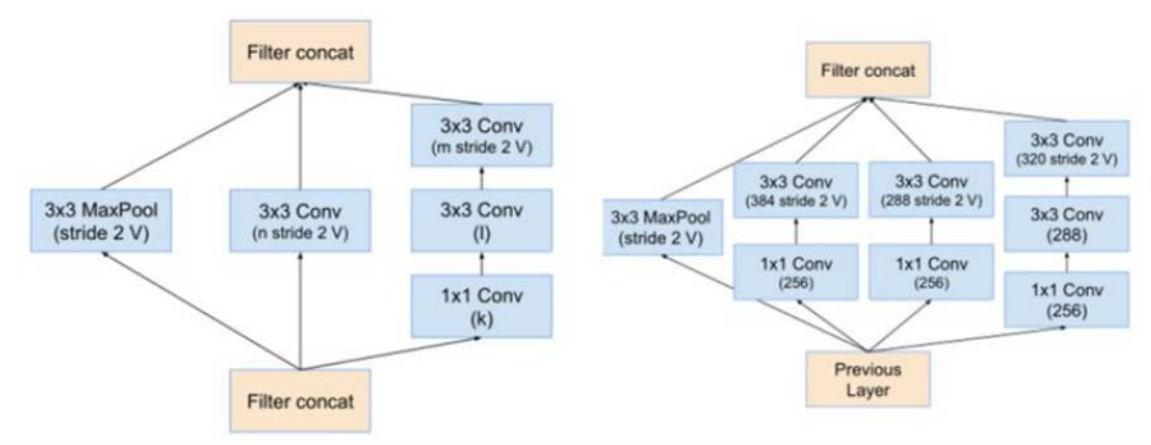 Filter concat
3x3 Conv
(m stride 2 V)
3x3 MaxPool
(stride 2 V)
3x3 Conv
(n stride 2 V)
3x3 Conv
(l)
1x1 Conv
(k)
Filter concat
Filter concat
3x3 Conv
(320 stride 2 V)
3x3 MaxPool
(stride 2 V)
3x3 Conv
(384 stride 2 V)
3x3 Conv
(288 stride 2 V)
3x3 Conv
(288)
1x1 Conv
(256)
1x1 Conv
(256)
1x1 Conv
(256)
Previous
Layer